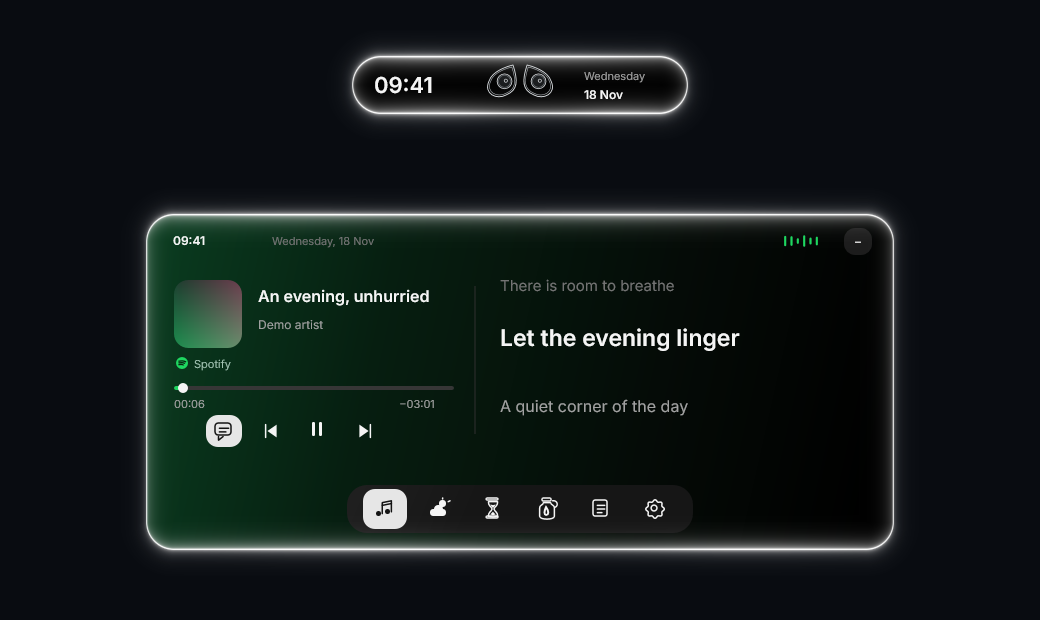 09:41
Wednesday
18 Nov
09:41
Wednesday, 18 Nov
An evening, unhurried
Demo artist
Spotify
00:06
−03:01
There is room to breathe
Let the evening linger
A quiet corner of the day